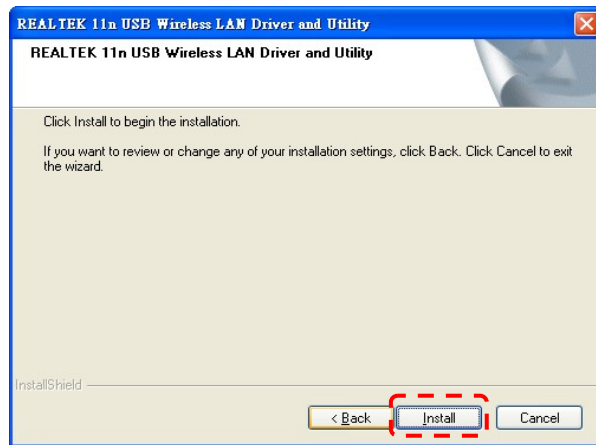 REALTEK 11n USB Wireless LAN Driver and Utility
REALTEK 11n USB Wireless LAN Driver and Utility
Click Install to begin the installation.
If you want to review or change any of your installation settings, click Back. Click Cancel to exit
the wizard.
InstallShield
< Back
Install
Cancel